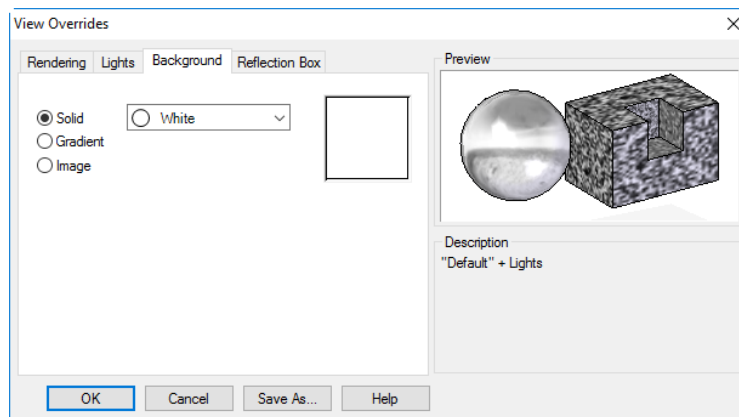 View Overrides
Rendering Lights Background Reflection Box
Solid White
Gradient
Image
Preview
Description
"Default" + Lights
OK Cancel Save As... Help